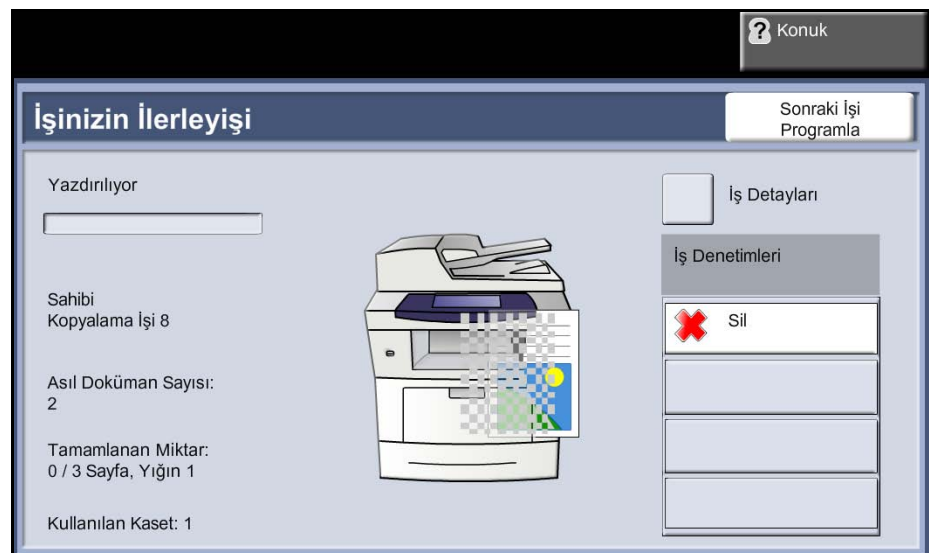 Konuk
İşinizin İlerleyişi
Sonraki İşi
Programla
Yazdırılıyor
İş Detayları
İş Denetimleri
Sahibi
Kopyalama İşi 8
Sil
Asıl Doküman Sayısı:
2
Tamamlanan Miktar:
0 / 3 Sayfa, Yığın 1
Kullanılan Kaset: 1